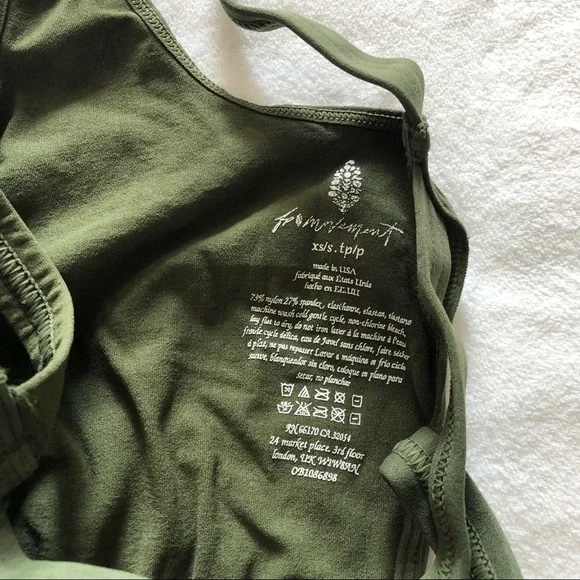 fp movement
xs/s . tp/p
made in USA
fabriqué aux États Unis
hecho en EE.UU
73% nylon 27% spandex, elasthanne, elastan, elastano
machine wash cold gentle cycle, non-chlorine bleach,
lay flat to dry, do not iron laver à la machine à l'eau
froide cycle délicat, eau de Javel sans chlore, faire sécher
à plat, ne pas repasser Lavar a máquina en frío ciclo
suave, blanqueador sin cloro, coloque en plano para
secar, no planchar
30
RN 66170 CA 32054
24 market place. 3rd floor
london, UK W1W8AN
OB1086898